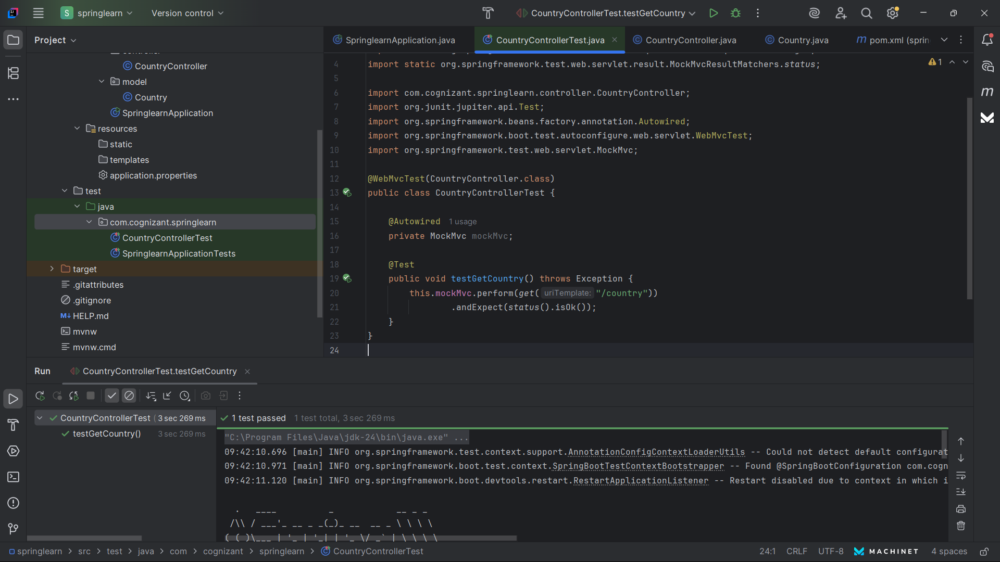 S springlearn
Version control
CountryControllerTest.testGetCountry
Project
SpringlearnApplication.java
CountryControllerTest.java
CountryController.java
Country.java
m pom.xml (sprin
controller
CountryController
model
Country
SpringlearnApplication
resources
static
templates
application.properties
test
java
com.cognizant.springlearn
CountryControllerTest
SpringlearnApplicationTests
target
.gitattributes
.gitignore
M↓ HELP.md
mvnw
mvnw.cmd
4 import static org.springframework.test.web.servlet.result.MockMvcResultMatchers.status;
1
5
6 import com.cognizant.springlearn.controller.CountryController;
7 import org.junit.jupiter.api.Test;
8 import org.springframework.beans.factory.annotation.Autowired;
9 import org.springframework.boot.test.autoconfigure.web.servlet.WebMvcTest;
10 import org.springframework.test.web.servlet.MockMvc;
11
12 @WebMvcTest(CountryController.class)
13 public class CountryControllerTest {
14
15 @Autowired 1 usage
16 private MockMvc mockMvc;
17
18 @Test
19 public void testGetCountry() throws Exception {
20 this.mockMvc.perform(get( uriTemplate: "/country"))
21 .andExpect(status().isOk());
22 }
23 }
24
m
Run
CountryControllerTest.testGetCountry
CountryControllerTest ( 3 sec 269 ms
testGetCountry() 3 sec 269 ms
1 test passed 1 test total, 3 sec 269 ms
"C:\Program Files\Java\jdk-24\bin\java.exe" ...
09:42:10.696 [main] INFO org.springframework.test.context.support.AnnotationConfigContextLoaderUtils -- Could not detect default configurat
09:42:10.971 [main] INFO org.springframework.boot.test.context.SpringBootTestContextBootstrapper -- Found @SpringBootConfiguration com.cogn
09:42:11.120 [main] INFO org.springframework.boot.devtools.restart.RestartApplicationListener -- Restart disabled due to context in which i
springlearn > src > test > java > com > cognizant > springlearn > CountryControllerTest
24:1 CRLF UTF-8 MACHINET 4 spaces